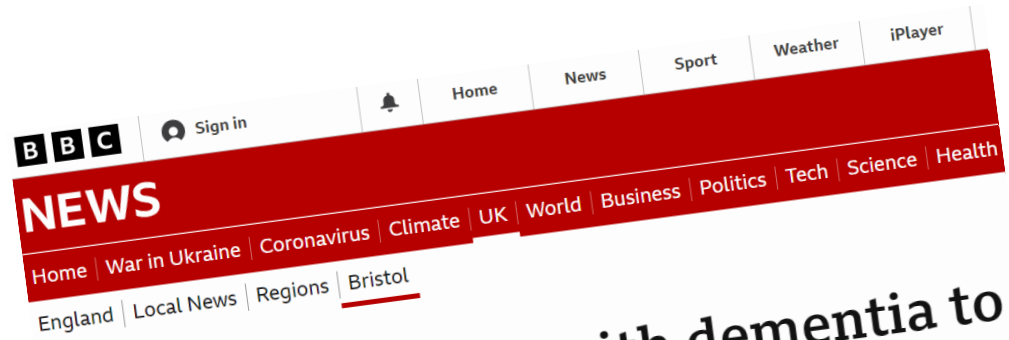 BBC Sign in Home News Sport Weather iPlayer
NEWS
Home War in Ukraine Coronavirus Climate UK World Business Politics Tech Science Health
England Local News Regions Bristol
dementia to